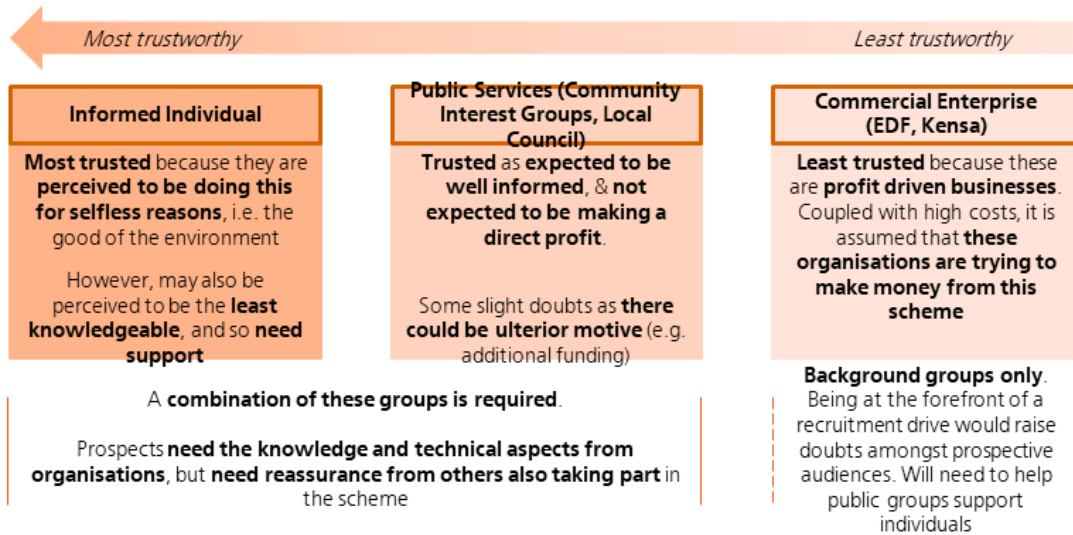 Most trustworthy
Least trustworthy
Informed Individual
Most trusted because they are
perceived to be doing this
for selfless reasons, i.e. the
good of the environment
However, may also be
perceived to be the least
knowledgeable, and so need
support
Public Services (Community
Interest Groups, Local
Council)
Trusted as expected to be
well informed, & not
expected to be making a
direct profit.
Some slight doubts as there
could be ulterior motive (e.g.
additional funding)
Commercial Enterprise
(EDF, Kensa)
Least trusted because these
are profit driven businesses.
Coupled with high costs, it is
assumed that these
organisations are trying to
make money from this
scheme
A combination of these groups is required.
Prospects need the knowledge and technical aspects from
organisations, but need reassurance from others also taking part in
the scheme
Background groups only.
Being at the forefront of a
recruitment drive would raise
doubts amongst prospective
audiences. Will need to help
public groups support
individuals